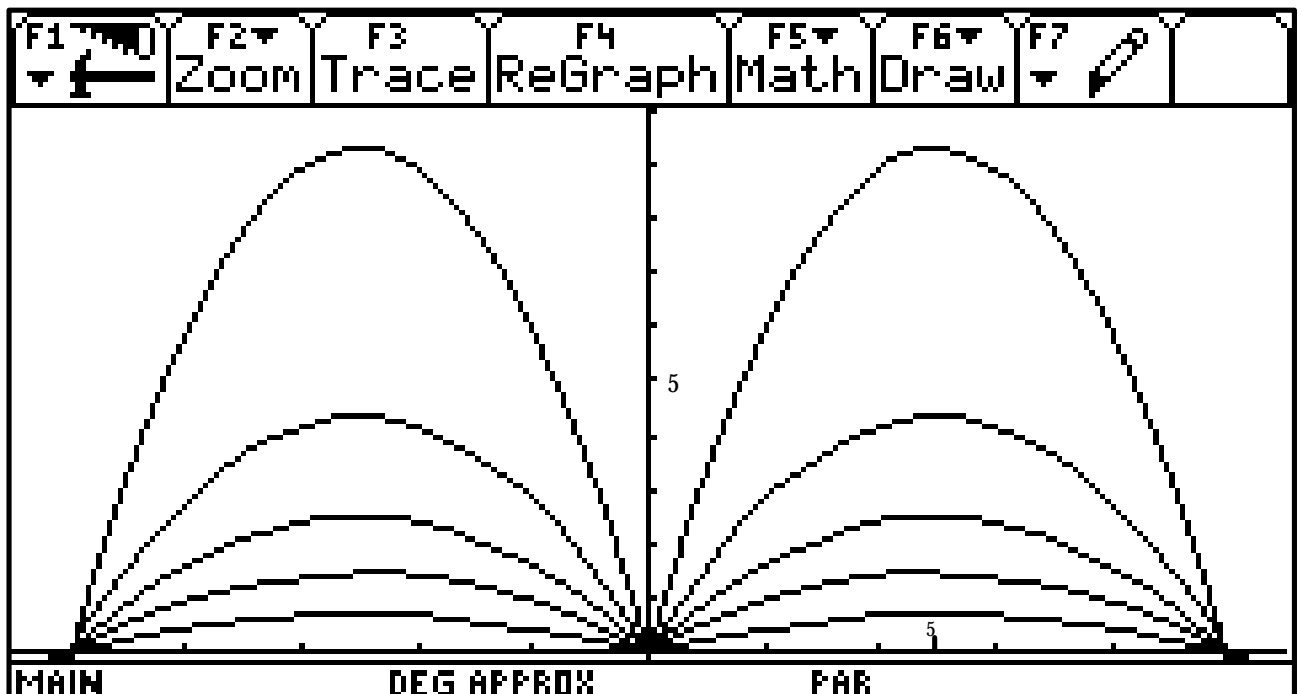 F1 F2 F3 F4 F5 F6 F7
Zoom Trace ReGraph Math Draw
5
5
MAIN DEG APPROX PAR